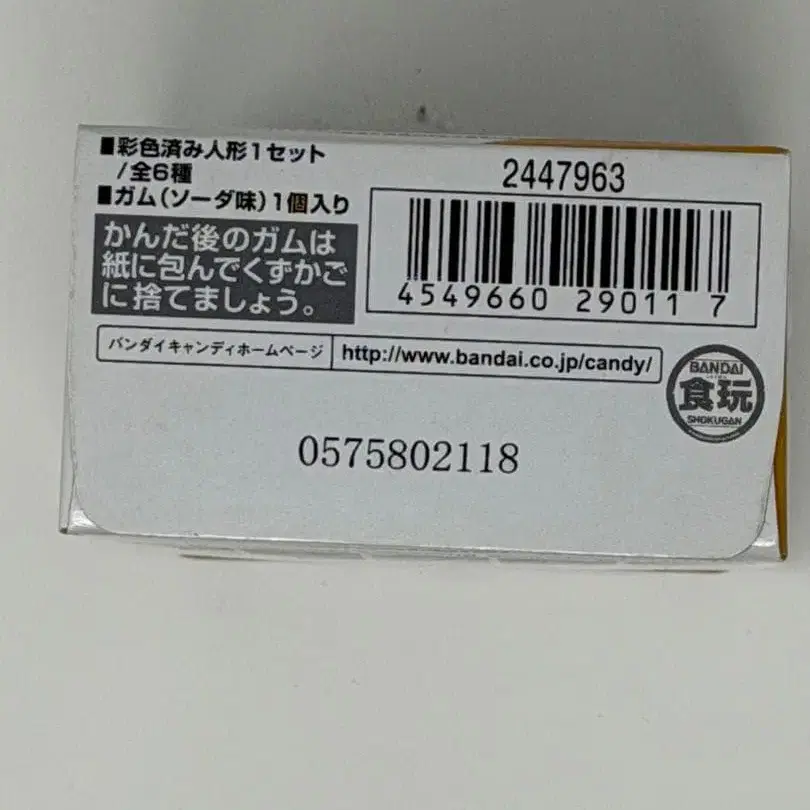 ■彩色済み人形1セット
/全6種
■ガム(ソーダ味)1個入り
かんだ後のガムは
紙に包んでくずかご
に捨てましょう。
2447963
4549660 29011 7
バンダイキャンディホームページ
http://www.bandai.co.jp/candy/
BANDAI
食玩
SHOKUGAN
0575802118